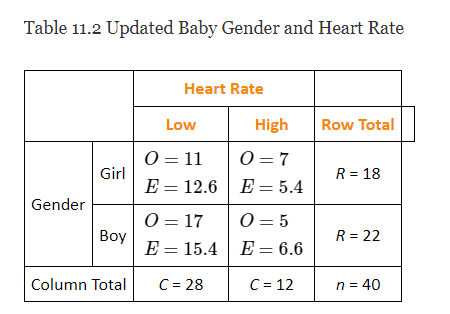 Table 11.2 Updated Baby Gender and Heart Rate
Heart Rate
Low High Row Total
Gender
Girl O = 11 O = 7 R = 18
E = 12.6 E = 5.4
Boy O = 17 O = 5 R = 22
E = 15.4 E = 6.6
Column Total C = 28 C = 12 n = 40